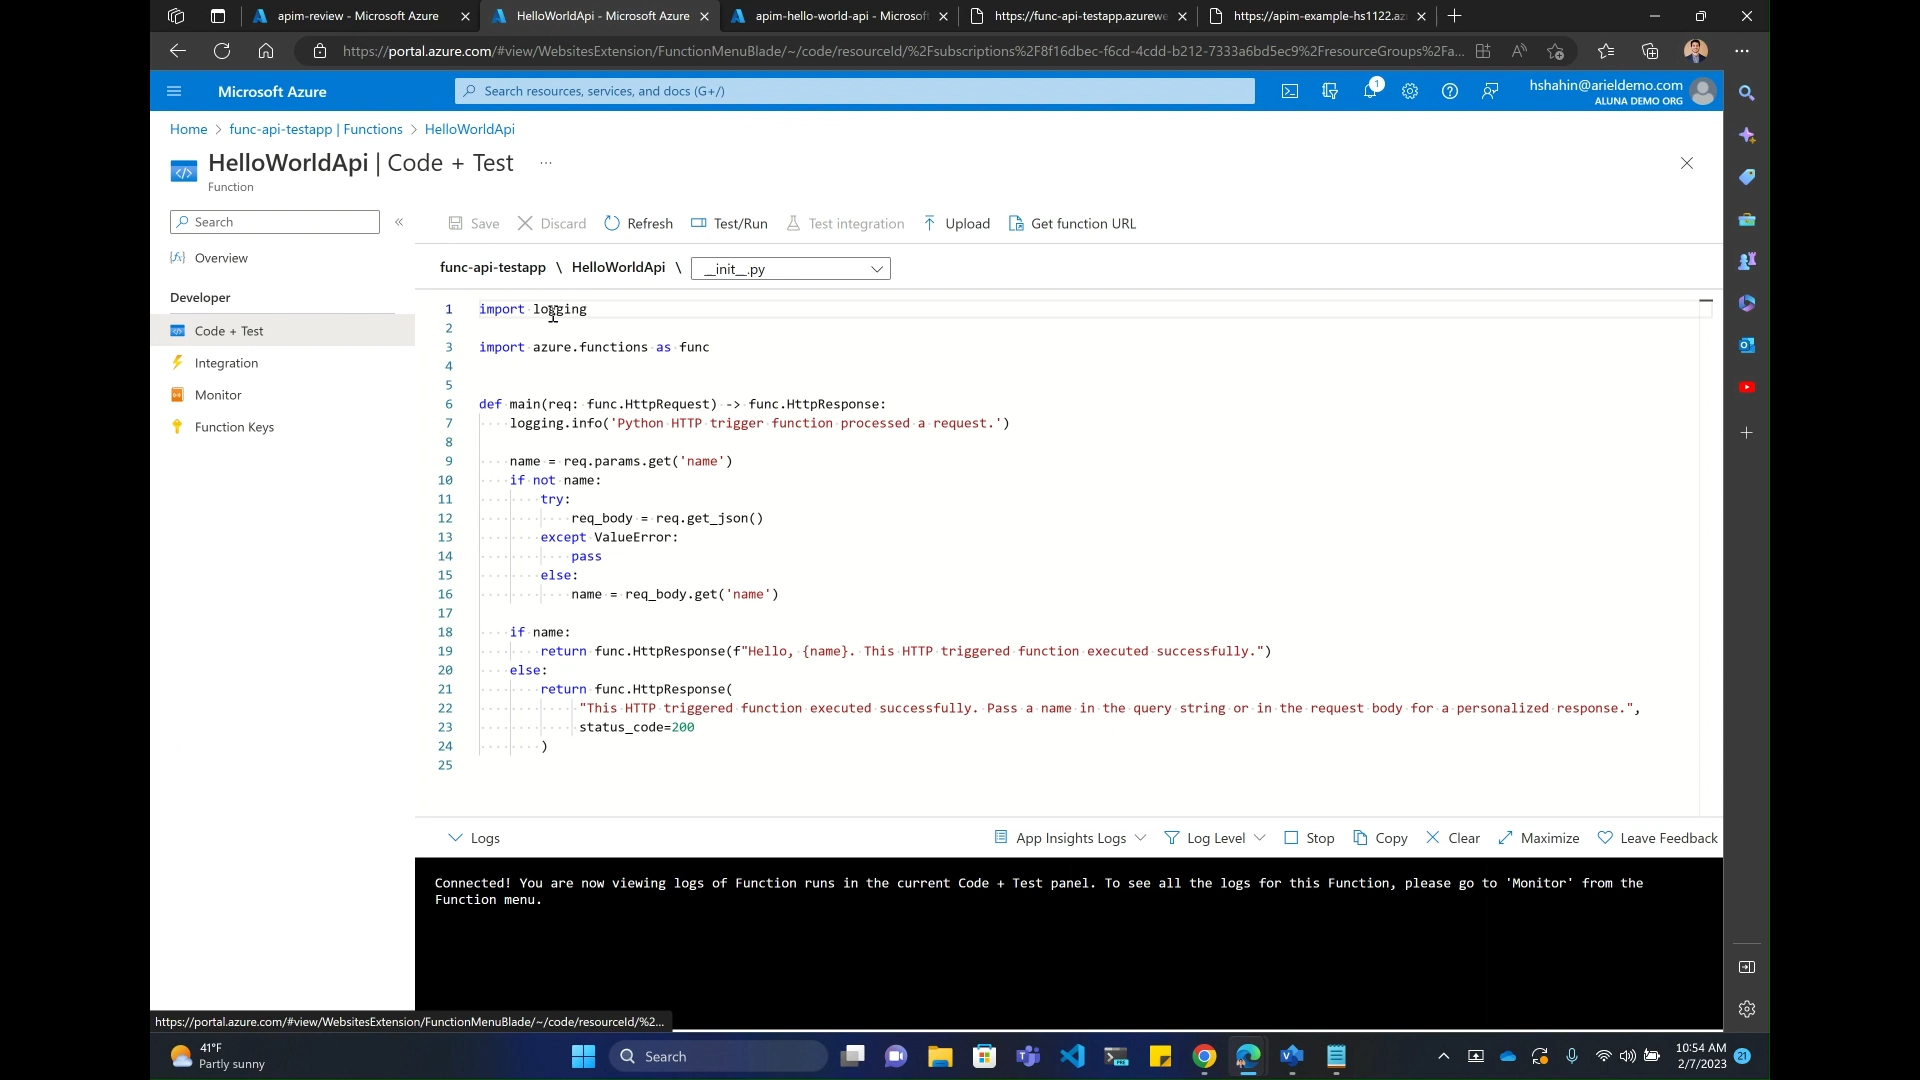 apim-review - Microsoft Azure
HelloWorldApi - Microsoft Azure
apim-hello-world-api - Microsoft
https://func-api-testapp.azurewe
https://apim-example-hs1122.az
https://portal.azure.com/#view/WebsitesExtension/FunctionMenuBlade/~/code/resourceId/%2Fsubscriptions%2F8f16dbec-f6cd-4cdd-b212-7333a6bd5ec9%2FresourceGroups%2Fa...
Microsoft Azure
Search resources, services, and docs (G+/)
1
hshahin@arieldemo.com
ALUNA DEMO ORG
Home > func-api-testapp | Functions > HelloWorldApi
HelloWorldApi | Code + Test ...
Function
Search
«
Save
Discard
Refresh
Test/Run
Test integration
Upload
Get function URL
Overview
Developer
Code + Test
Integration
Monitor
Function Keys
func-api-testapp \ HelloWorldApi \ __init__.py
1 import logging
2
3 import azure.functions as func
4
5
6 def main(req: func.HttpRequest) -> func.HttpResponse:
7 logging.info('Python HTTP trigger function processed a request.')
8
9 name = req.params.get('name')
10 if not name:
11 try:
12 req_body = req.get_json()
13 except ValueError:
14 pass
15 else:
16 name = req_body.get('name')
17
18 if name:
19 return func.HttpResponse(f"Hello, {name}. This HTTP triggered function executed successfully.")
20 else:
21 return func.HttpResponse(
22 "This HTTP triggered function executed successfully. Pass a name in the query string or in the request body for a personalized response.",
23 status_code=200
24 )
25
Logs
App Insights Logs
Log Level
Stop
Copy
Clear
Maximize
Leave Feedback
Connected! You are now viewing logs of Function runs in the current Code + Test panel. To see all the logs for this Function, please go to 'Monitor' from the
Function menu.
https://portal.azure.com/#view/WebsitesExtension/FunctionMenuBlade/~/code/resourceId/%2...
41°F
Partly sunny
Search
10:54 AM
2/7/2023
21